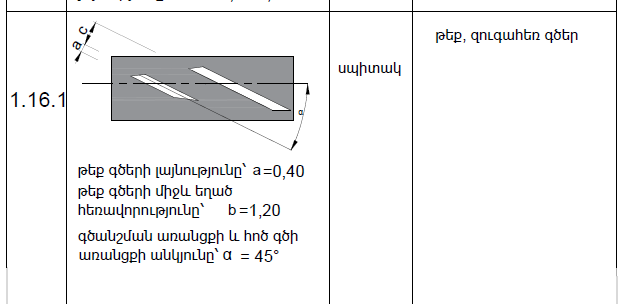 a c
α
1.16.1
թեք գծերի լայնությունը՝ a=0,40
թեք գծերի միջև եղած
հեռավորությունը՝ b=1,20
գծանշման առանցքի և հոծ գծի
առանցքի անկյունը՝ α = 45°
սպիտակ
թեք, զուգահեռ գծեր